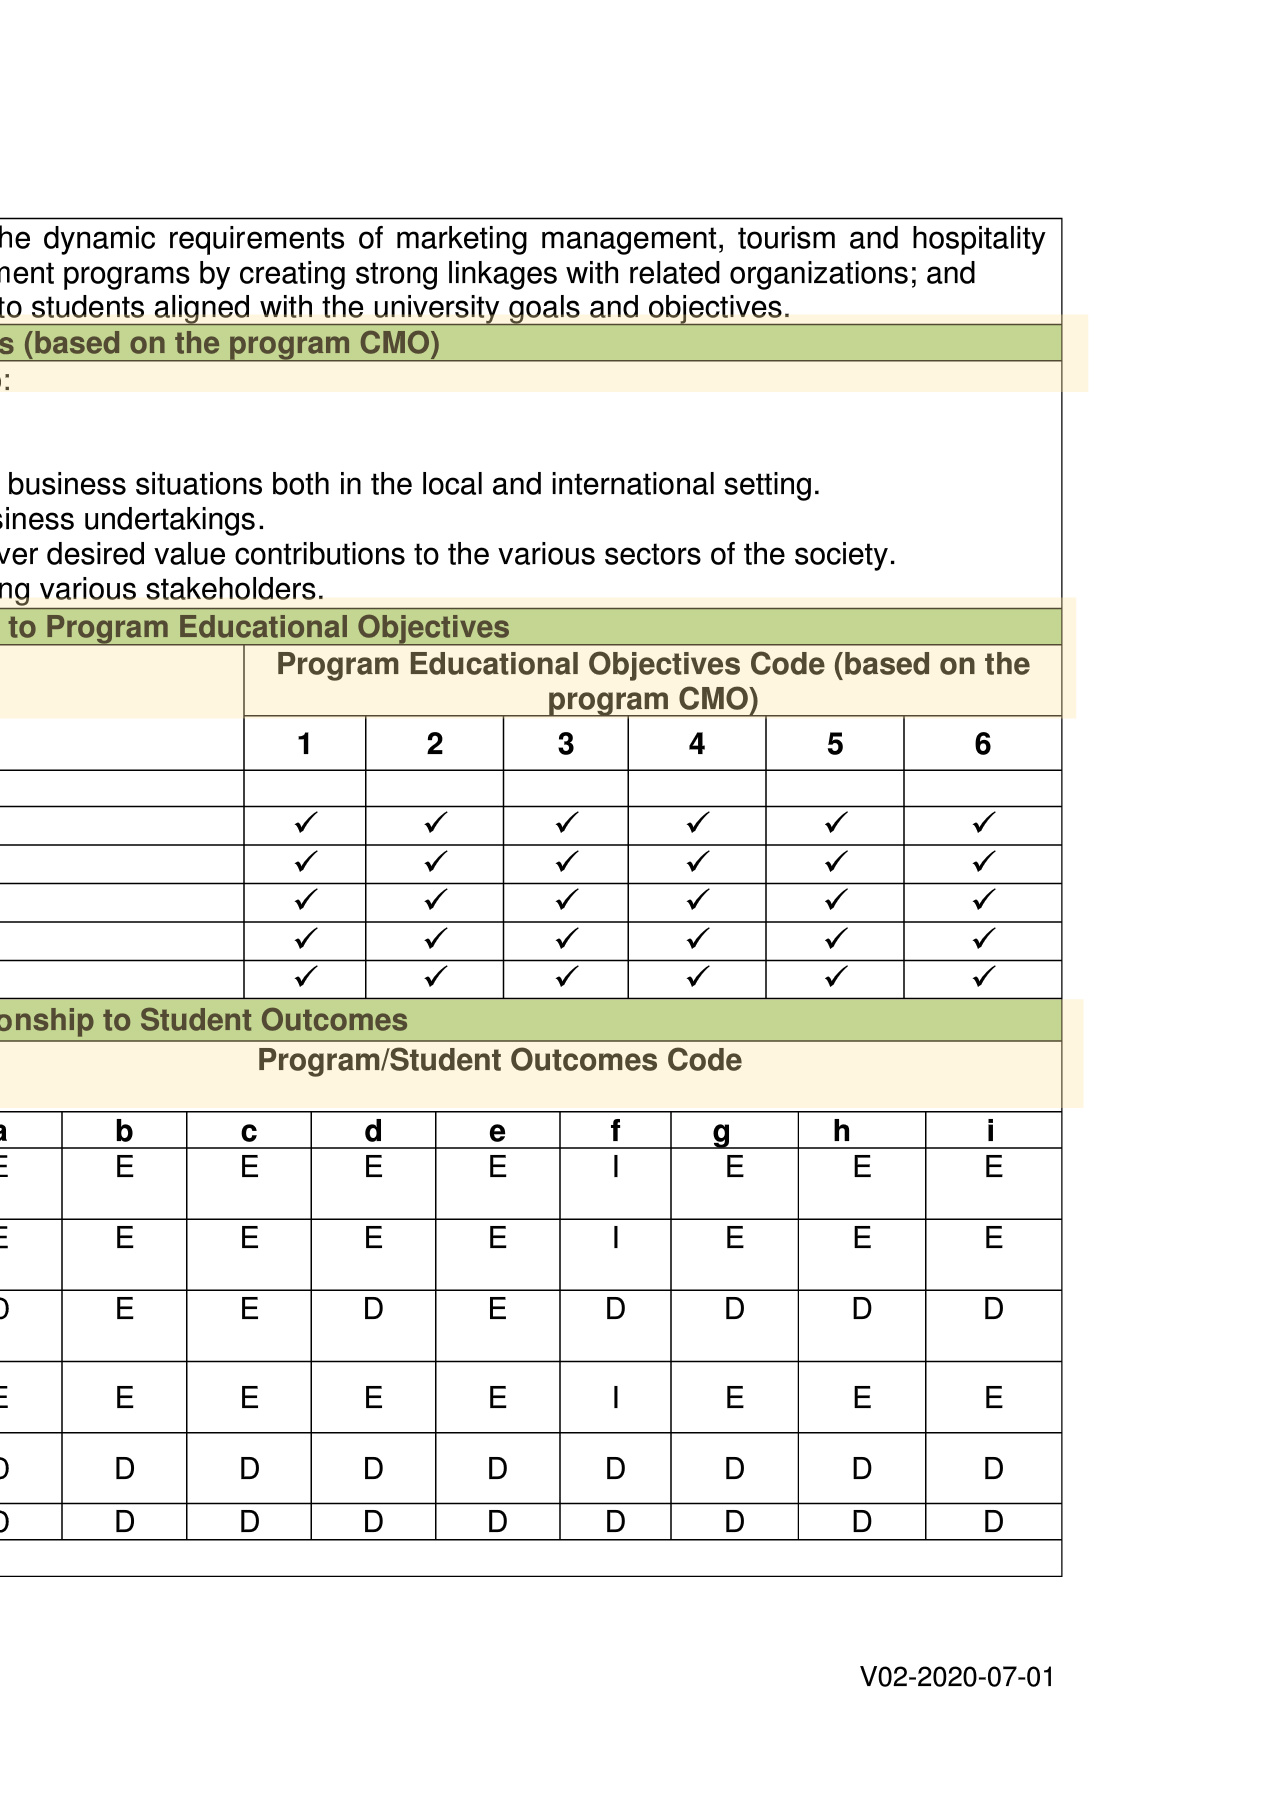 he dynamic requirements of marketing management, tourism and hospitality
ment programs by creating strong linkages with related organizations; and
to students aligned with the university goals and objectives.
s (based on the program CMO)
:
business situations both in the local and international setting.
siness undertakings.
ver desired value contributions to the various sectors of the society.
ng various stakeholders.
to Program Educational Objectives
Program Educational Objectives Code (based on the
program CMO)
1 2 3 4 5 6
✓ ✓ ✓ ✓ ✓ ✓
✓ ✓ ✓ ✓ ✓ ✓
✓ ✓ ✓ ✓ ✓ ✓
✓ ✓ ✓ ✓ ✓ ✓
✓ ✓ ✓ ✓ ✓ ✓
onship to Student Outcomes
Program/Student Outcomes Code
a b c d e f g h i
E E E E E I E E E
E E E E E I E E E
D E E D E D D D D
E E E E E I E E E
D D D D D D D D D
D D D D D D D D D
V02-2020-07-01